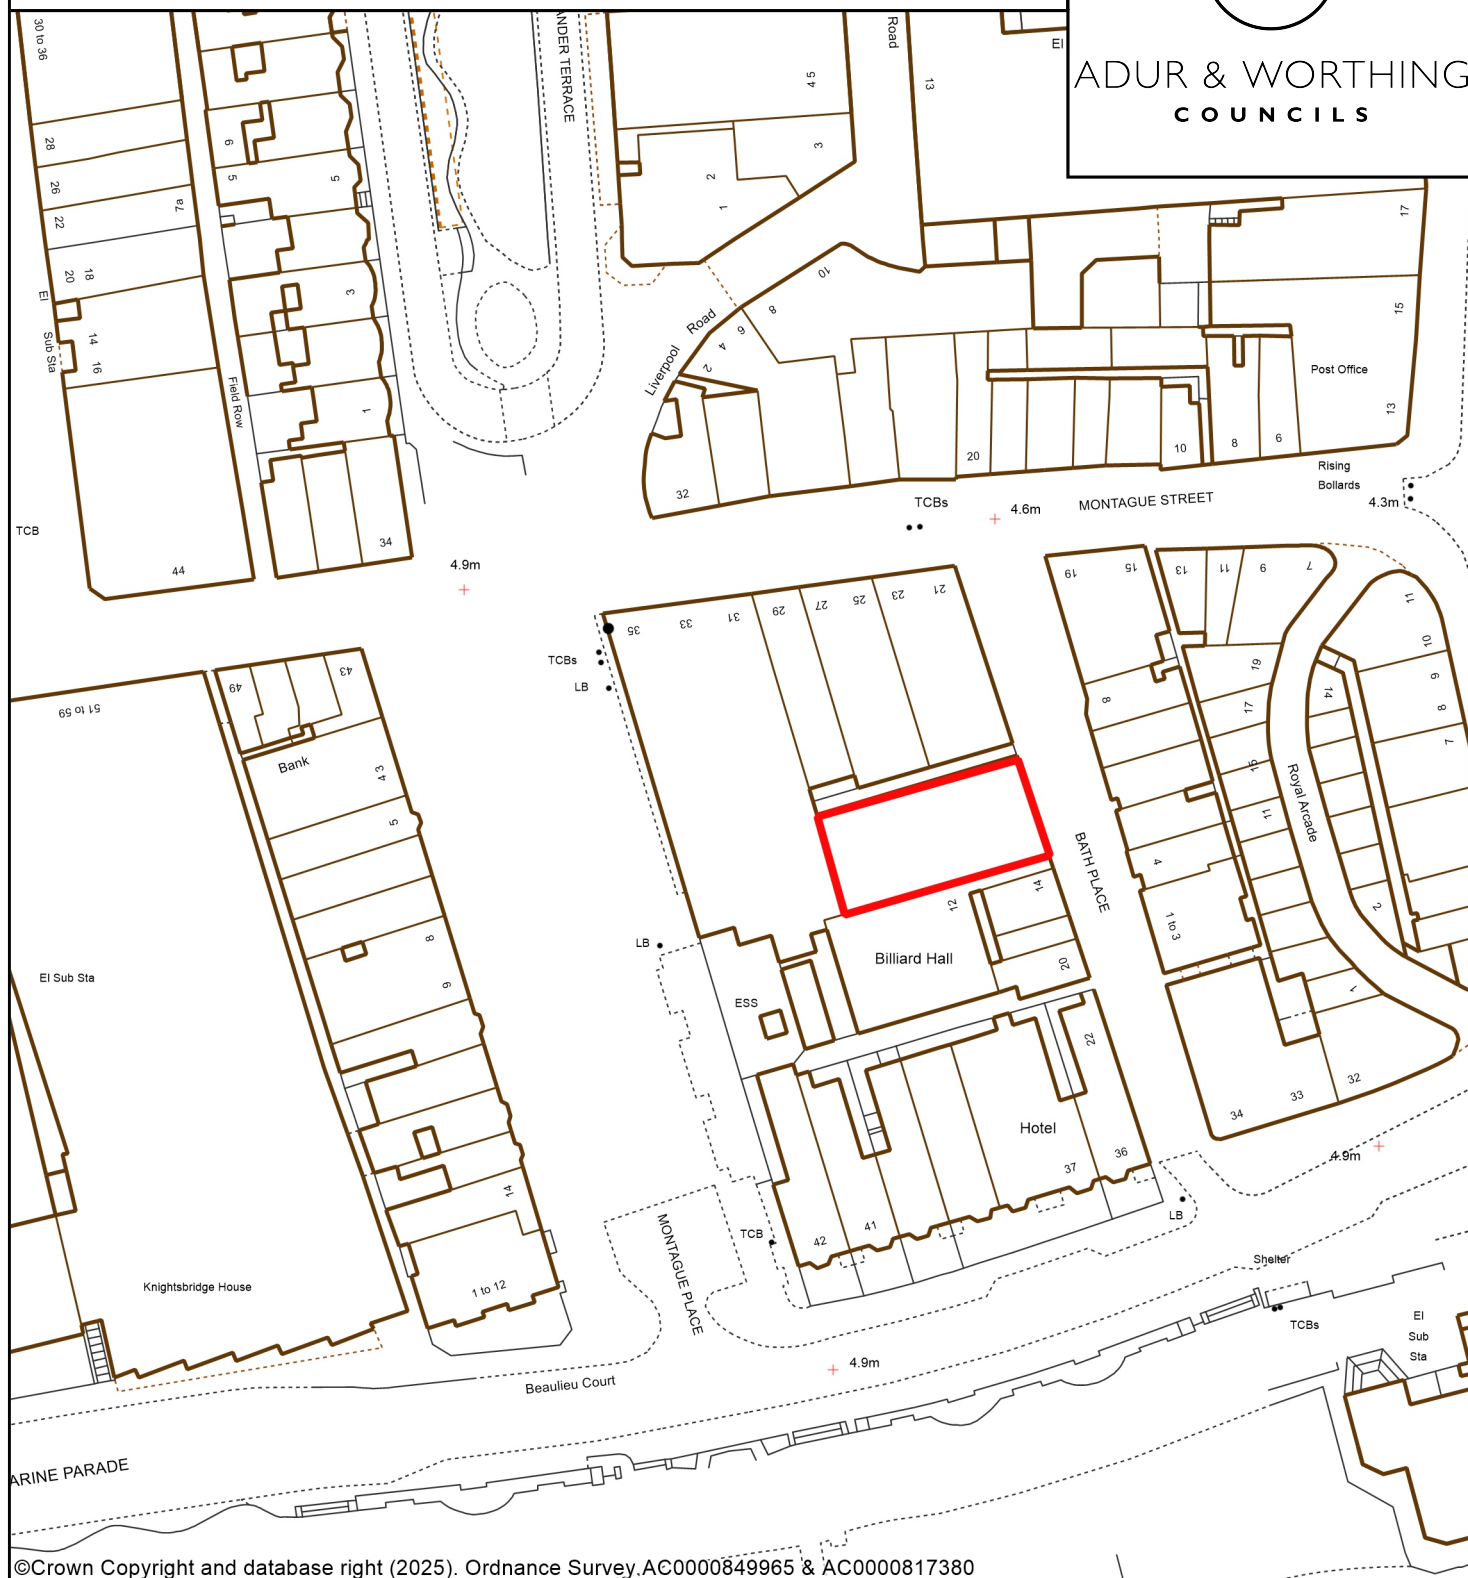 ADUR & WORTHING
COUNCILS
30 to 36
28
26
22
20
18
El
Sub Sta
14
16
7a
6
5
5
3
1
Field Row
34
44
TCB
4.9m
ANDER TERRACE
45
3
2
1
Road
13
El
17
15
13
Post Office
10
8
6
4
2
Liverpool
Road
32
20
10
8
6
TCBs
4.6m
MONTAGUE STREET
Rising
Bollards
4.3m
35
33
31
29
27
25
23
21
19
15
13
11
9
7
11
10
9
8
7
TCBs
LB
51 to 59
49
43
Bank
43
5
8
9
14
1 to 12
El Sub Sta
Knightsbridge House
8
4
1 to 3
BATH PLACE
19
17
15
11
14
2
1
Royal Arcade
12
14
Billiard Hall
20
LB
ESS
22
Hotel
36
37
41
42
34
33
32
4.9m
LB
TCB
MONTAGUE PLACE
Shelter
TCBs
El
Sub
Sta
4.9m
Beaulieu Court
ARINE PARADE
©Crown Copyright and database right (2025). Ordnance Survey,AC0000849965 & AC0000817380